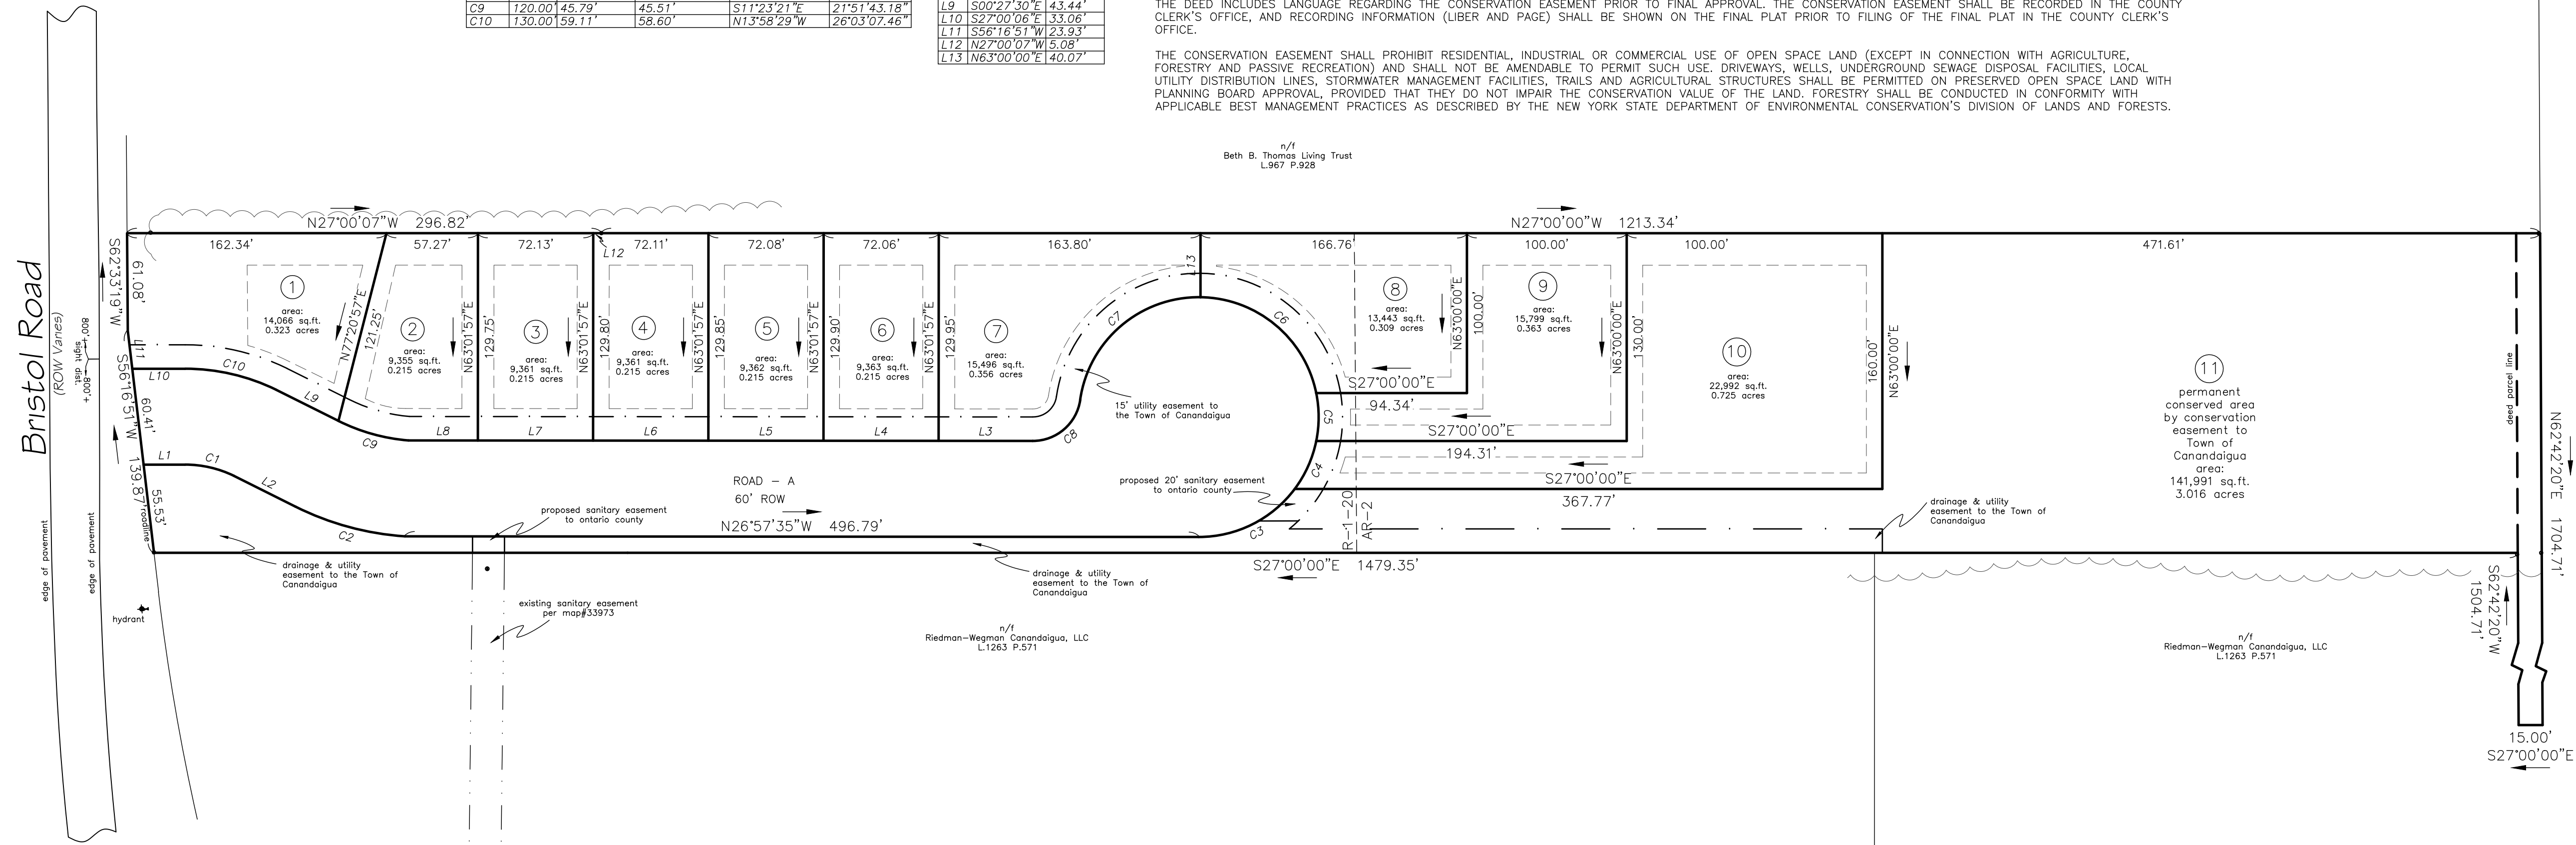 C9 120.00' 45.79' 45.51' S11°23'21"E 21°51'43.18"
C10 130.00' 59.11' 58.60' N13°58'29"W 26°03'07.46"
L9 S00°27'30"E 43.44'
L10 S27°00'06"E 33.06'
L11 S56°16'51"W 23.93'
L12 N27°00'07"W 5.08'
L13 N63°00'00"E 40.07'
THE DEED INCLUDES LANGUAGE REGARDING THE CONSERVATION EASEMENT PRIOR TO FINAL APPROVAL. THE CONSERVATION EASEMENT SHALL BE RECORDED IN THE COUNTY
CLERK'S OFFICE, AND RECORDING INFORMATION (LIBER AND PAGE) SHALL BE SHOWN ON THE FINAL PLAT PRIOR TO FILING OF THE FINAL PLAT IN THE COUNTY CLERK'S
OFFICE.
THE CONSERVATION EASEMENT SHALL PROHIBIT RESIDENTIAL, INDUSTRIAL OR COMMERCIAL USE OF OPEN SPACE LAND (EXCEPT IN CONNECTION WITH AGRICULTURE,
FORESTRY AND PASSIVE RECREATION) AND SHALL NOT BE AMENDABLE TO PERMIT SUCH USE. DRIVEWAYS, WELLS, UNDERGROUND SEWAGE DISPOSAL FACILITIES, LOCAL
UTILITY DISTRIBUTION LINES, STORMWATER MANAGEMENT FACILITIES, TRAILS AND AGRICULTURAL STRUCTURES SHALL BE PERMITTED ON PRESERVED OPEN SPACE LAND WITH
PLANNING BOARD APPROVAL, PROVIDED THAT THEY DO NOT IMPAIR THE CONSERVATION VALUE OF THE LAND. FORESTRY SHALL BE CONDUCTED IN CONFORMITY WITH
APPLICABLE BEST MANAGEMENT PRACTICES AS DESCRIBED BY THE NEW YORK STATE DEPARTMENT OF ENVIRONMENTAL CONSERVATION'S DIVISION OF LANDS AND FORESTS.
n/f
Beth B. Thomas Living Trust
L.967 P.928
Bristol Road
(ROW Varies)
edge of pavement
edge of pavement
800'+
sight dist.
800'+
hydrant
S62°3'19"W
61.08'
S56°16'51"W 139.87'
L11
60.41'
55.53'
roadline
N27°00'07"W 296.82'
N27°00'00"W 1213.34'
162.34'
57.27'
72.13'
L12
72.11'
72.08'
72.06'
163.80'
L13
166.76'
100.00'
100.00'
471.61'
1
area:
14,066 sq.ft.
0.323 acres
N77°20'57"E
121.25'
2
area:
9,355 sq.ft.
0.215 acres
N63°01'57"E
129.75'
3
area:
9,361 sq.ft.
0.215 acres
N63°01'57"E
129.80'
4
area:
9,361 sq.ft.
0.215 acres
N63°01'57"E
129.85'
5
area:
9,362 sq.ft.
0.215 acres
N63°01'57"E
129.90'
6
area:
9,363 sq.ft.
0.215 acres
N63°01'57"E
129.95'
7
area:
15,496 sq.ft.
0.356 acres
8
area:
13,443 sq.ft.
0.309 acres
N63°00'00"E
100.00'
9
area:
15,799 sq.ft.
0.363 acres
N63°00'00"E
130.00'
10
area:
22,992 sq.ft.
0.725 acres
160.00'
N63°00'00"E
11
permanent
conserved area
by conservation
easement to
Town of
Canandaigua
area:
141,991 sq.ft.
3.016 acres
deed parcel line
N62°42'20"E 1704.71'
L10
C10
L9
C9
L8
L7
L6
L5
L4
L3
C8
C7
C6
C5
C4
C3
L1
C1
L2
C2
15' utility easement to
the Town of Canandaigua
S27°00'00"E
94.34'
S27°00'00"E
194.31'
S27°00'00"E
367.77'
ROAD - A
60' ROW
N26°57'35"W 496.79'
proposed sanitary easement
to ontario county
proposed 20' sanitary easement
to ontario county
R-1-20
AR-2
drainage & utility
easement to the Town of
Canandaigua
S27°00'00"E 1479.35'
drainage & utility
easement to the Town of
Canandaigua
drainage & utility
easement to the Town of
Canandaigua
existing sanitary easement
per map#33973
n/f
Riedman-Wegman Canandaigua, LLC
L.1263 P.571
n/f
Riedman-Wegman Canandaigua, LLC
L.1263 P.571
S62°42'20"W
1504.71'
15.00'
S27°00'00"E